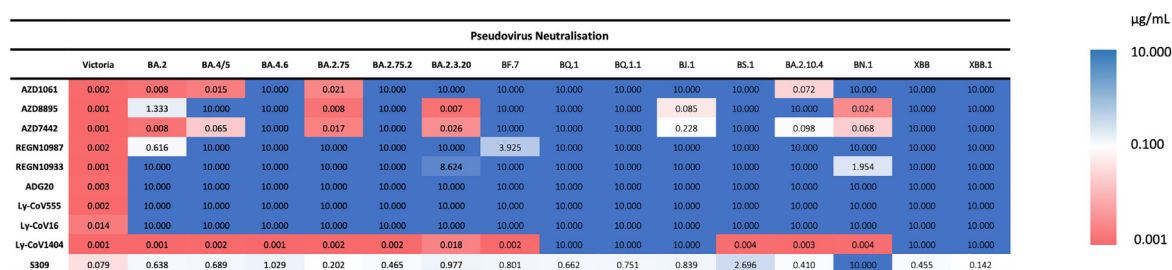 µg/mL
Pseudovirus Neutralisation
Victoria BA.2 BA.4/5 BA.4.6 BA.2.75 BA.2.75.2 BA.2.3.20 BF.7 BQ.1 BQ.1.1 BJ.1 BS.1 BA.2.10.4 BN.1 XBB XBB.1
AZD1061 0.002 0.008 0.015 10.000 0.021 10.000 10.000 10.000 10.000 10.000 10.000 10.000 0.072 10.000 10.000 10.000
AZD8895 0.001 1.333 10.000 10.000 0.008 10.000 0.007 10.000 10.000 10.000 0.085 10.000 10.000 0.024 10.000 10.000
AZD7442 0.001 0.008 0.065 10.000 0.017 10.000 0.026 10.000 10.000 10.000 0.228 10.000 0.098 0.068 10.000 10.000
REGN10987 0.002 0.616 10.000 10.000 10.000 10.000 10.000 3.925 10.000 10.000 10.000 10.000 10.000 10.000 10.000 10.000
REGN10933 0.001 10.000 10.000 10.000 10.000 10.000 8.624 10.000 10.000 10.000 10.000 10.000 10.000 1.954 10.000 10.000
ADG20 0.003 10.000 10.000 10.000 10.000 10.000 10.000 10.000 10.000 10.000 10.000 10.000 10.000 10.000 10.000 10.000
Ly-CoV555 0.002 10.000 10.000 10.000 10.000 10.000 10.000 10.000 10.000 10.000 10.000 10.000 10.000 10.000 10.000 10.000
Ly-CoV16 0.014 10.000 10.000 10.000 10.000 10.000 10.000 10.000 10.000 10.000 10.000 10.000 10.000 10.000 10.000 10.000
Ly-CoV1404 0.001 0.001 0.002 0.001 0.002 0.002 0.018 0.002 10.000 10.000 10.000 0.004 0.003 0.004 10.000 10.000
S309 0.079 0.638 0.689 1.029 0.202 0.465 0.977 0.801 0.662 0.751 0.839 2.696 0.410 10.000 0.455 0.142
10.000
0.100
0.001